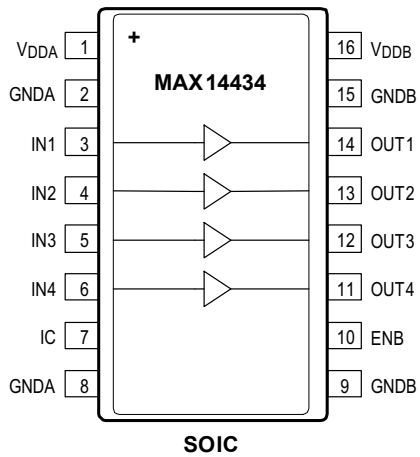 +
MAX14434
VDDA 1 16 VDDB
GNDA 2 15 GNDB
IN1 3 14 OUT1
IN2 4 13 OUT2
IN3 5 12 OUT3
IN4 6 11 OUT4
IC 7 10 ENB
GNDA 8 9 GNDB
SOIC